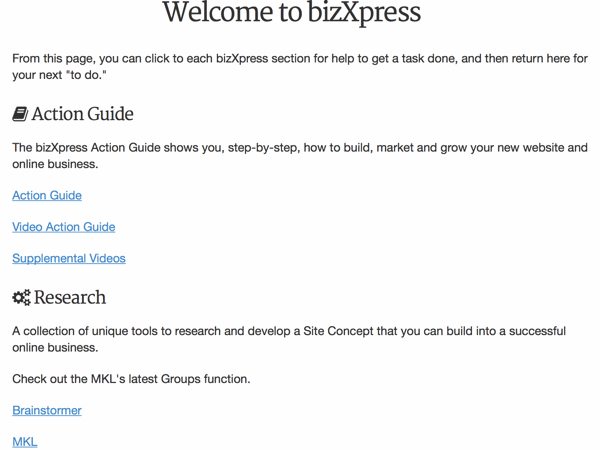 Welcome to bizXpress
From this page, you can click to each bizXpress section for help to get a task done, and then return here for
your next "to do."
Action Guide
The bizXpress Action Guide shows you, step-by-step, how to build, market and grow your new website and
online business.
Action Guide
Video Action Guide
Supplemental Videos
Research
A collection of unique tools to research and develop a Site Concept that you can build into a successful
online business.
Check out the MKL's latest Groups function.
Brainstormer
MKL